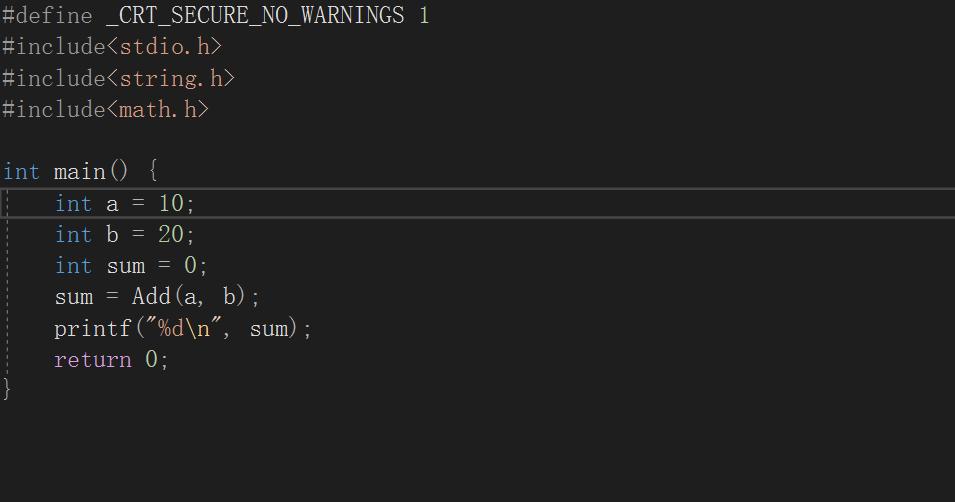 #define _CRT_SECURE_NO_WARNINGS 1
#include<stdio.h>
#include<string.h>
#include<math.h>
int main() {
    int a = 10;
    int b = 20;
    int sum = 0;
    sum = Add(a, b);
    printf("%d\n", sum);
    return 0;
}